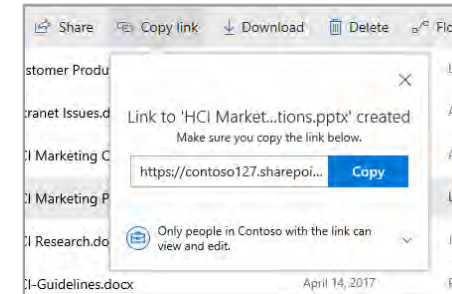 Share Copy link Download Delete Flo
stomer Produ
ranet Issues.d
Link to 'HCI Market...tions.pptx' created
Make sure you copy the link below.
I Marketing C
https://contoso127.sharepoi... Copy
I Marketing P
Only people in Contoso with the link can
view and edit.
I Research.do
I-Guidelines.docx April 14, 2017